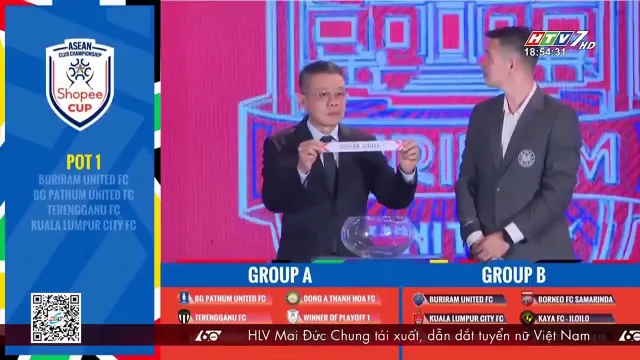 ASEAN
CLUB CHAMPIONSHIP
Shopee
CUP
POT 1
BURIRAM UNITED FC
BG PATHUM UNITED FC
TERENGGANU FC
KUALA LUMPUR CITY FC
HTV7 HD
18:54:31
GROUP A
BG PATHUM UNITED FC
DONG A THANH HOA FC
TERENGGANU FC
WINNER OF PLAYOFF 1
GROUP B
BURIRAM UNITED FC
BORNEO FC SAMARINDA
KUALA LUMPUR CITY FC
KAYA FC - ILOILO
HLV Mai Đức Chung tái xuất, dẫn dắt tuyển nữ Việt Nam